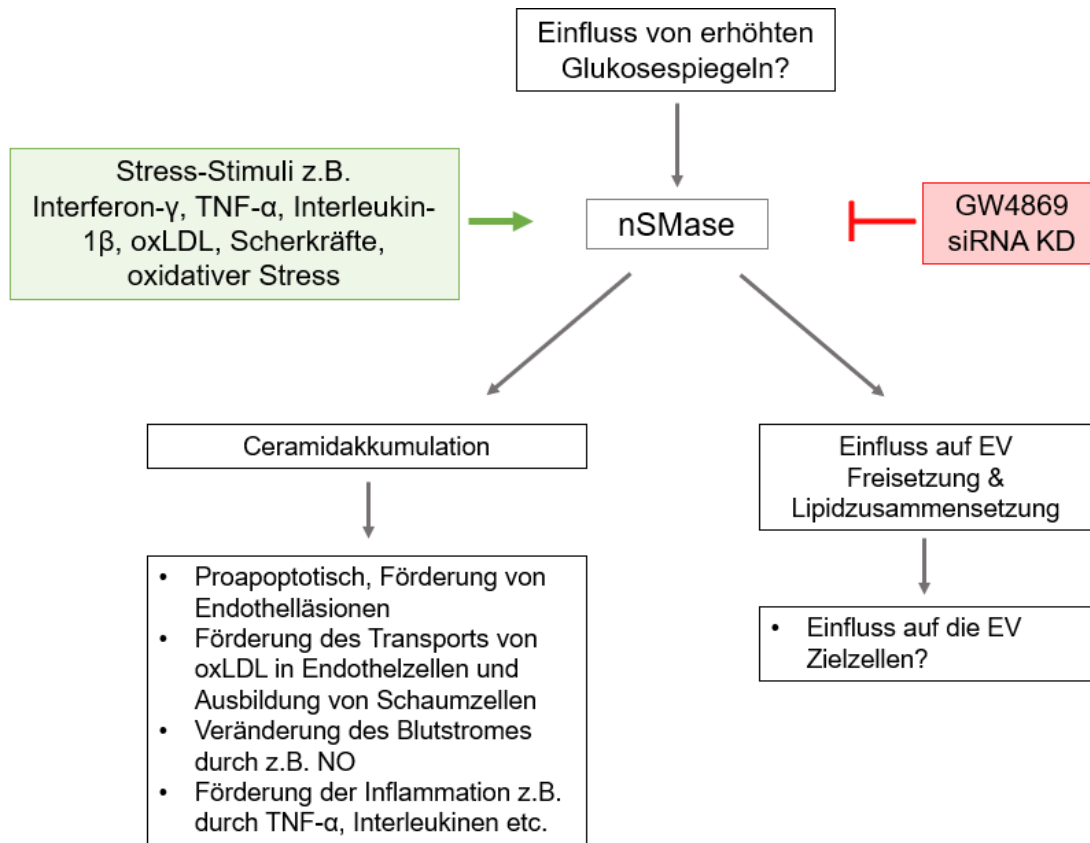 Einfluss von erhöhten
Glukosespiegeln?
Stress-Stimuli z.B.
Interferon-γ, TNF-α, Interleukin-
1β, oxLDL, Scherkräfte,
oxidativer Stress
nSMase
GW4869
siRNA KD
Ceramidakkumulation
Einfluss auf EV
Freisetzung &
Lipidzusammensetzung
• Proapoptotisch, Förderung von
Endothelläsionen
• Förderung des Transports von
oxLDL in Endothelzellen und
Ausbildung von Schaumzellen
• Veränderung des Blutstromes
durch z.B. NO
• Förderung der Inflammation z.B.
durch TNF-α, Interleukinen etc.
• Einfluss auf die EV
Zielzellen?